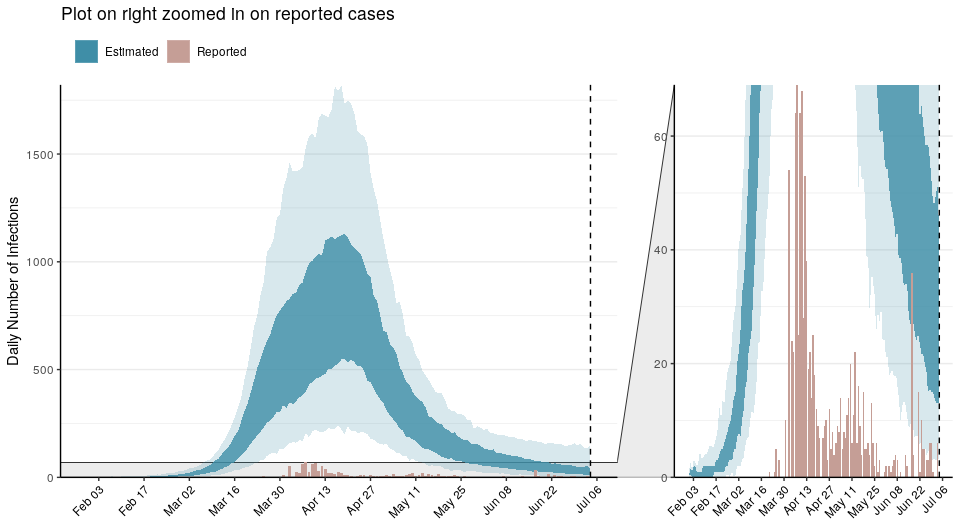 Plot on right zoomed in on reported cases
Estimated Reported
Daily Number of Infections
1500
1000
500
0
Feb 03 Feb 17 Mar 02 Mar 16 Mar 30 Apr 13 Apr 27 May 11 May 25 Jun 08 Jun 22 Jul 06
60
40
20
0
Feb 03 Feb 17 Mar 02 Mar 16 Mar 30 Apr 13 Apr 27 May 11 May 25 Jun 08 Jun 22 Jul 06